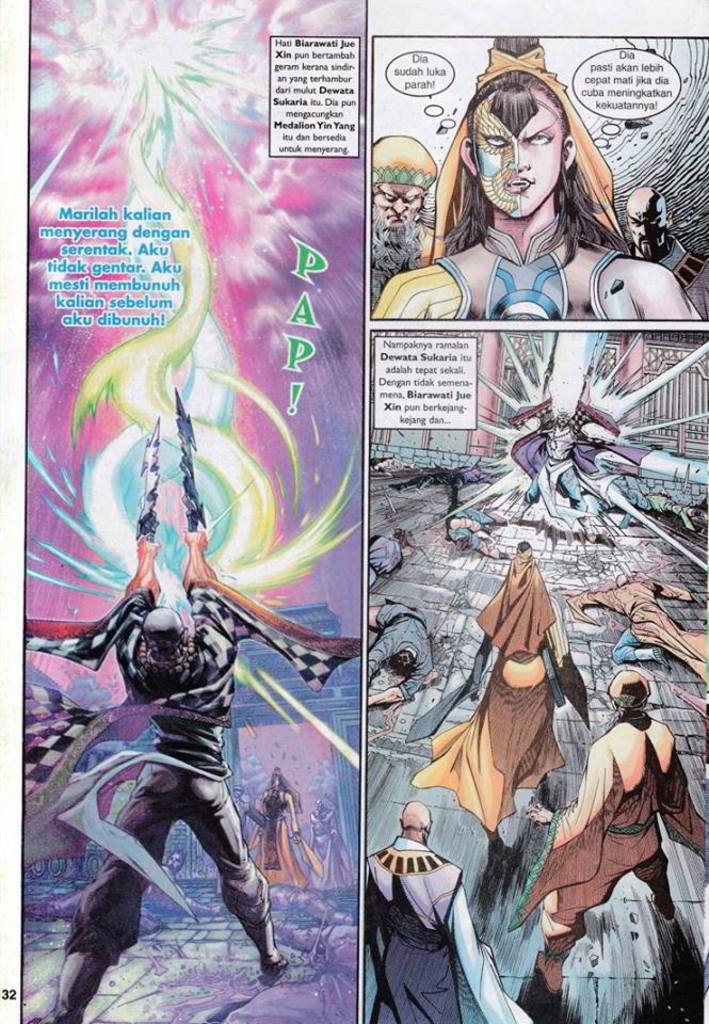 Hati Biarawati Jue
Xin pun bertambah
geram kerana sindir-
an yang terhambur
dari mulut Dewata
Sukaria itu. Dia pun
mengacungkan
Medalion Yin Yang
itu dan bersedia
untuk menyerang.
Marilah kalian
menyerang dengan
serentak. Aku
tidak gentar. Aku
mesti membunuh
kalian sebelum
aku dibunuh!
PAP!
Dia
sudah luka
parah!
Dia
pasti akan lebih
cepat mati jika dia
cuba meningkatkan
kekuatannya!
Nampaknya ramalan
Dewata Sukaria itu
adalah tepat sekali.
Dengan tidak semena-
mena, Biarawati Jue
Xin pun berkejang-
kejang dan...
32